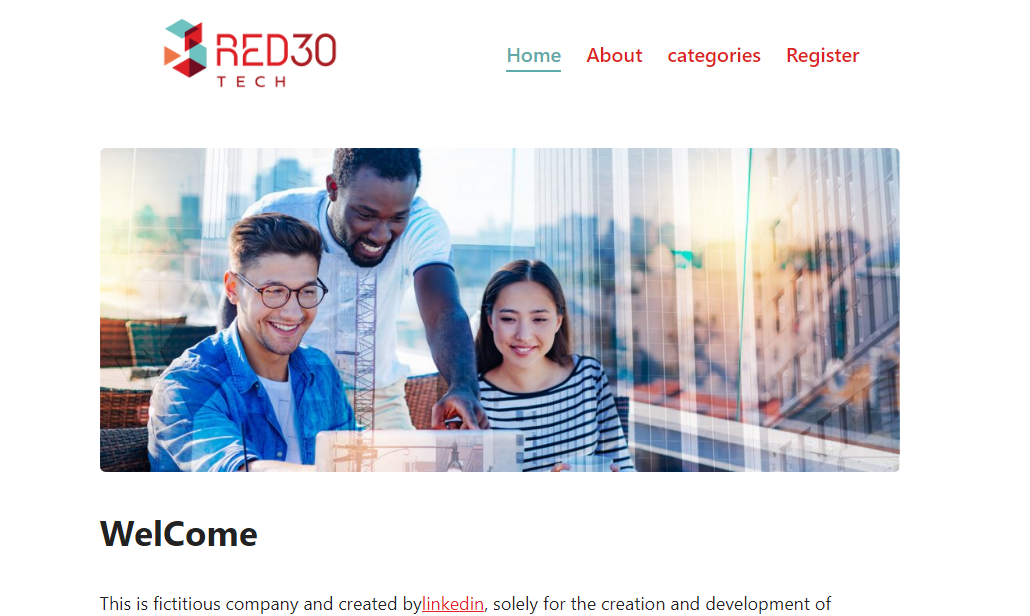 RED30
TECH
Home About categories Register
WelCome
This is fictitious company and created bylinkedin, solely for the creation and development of